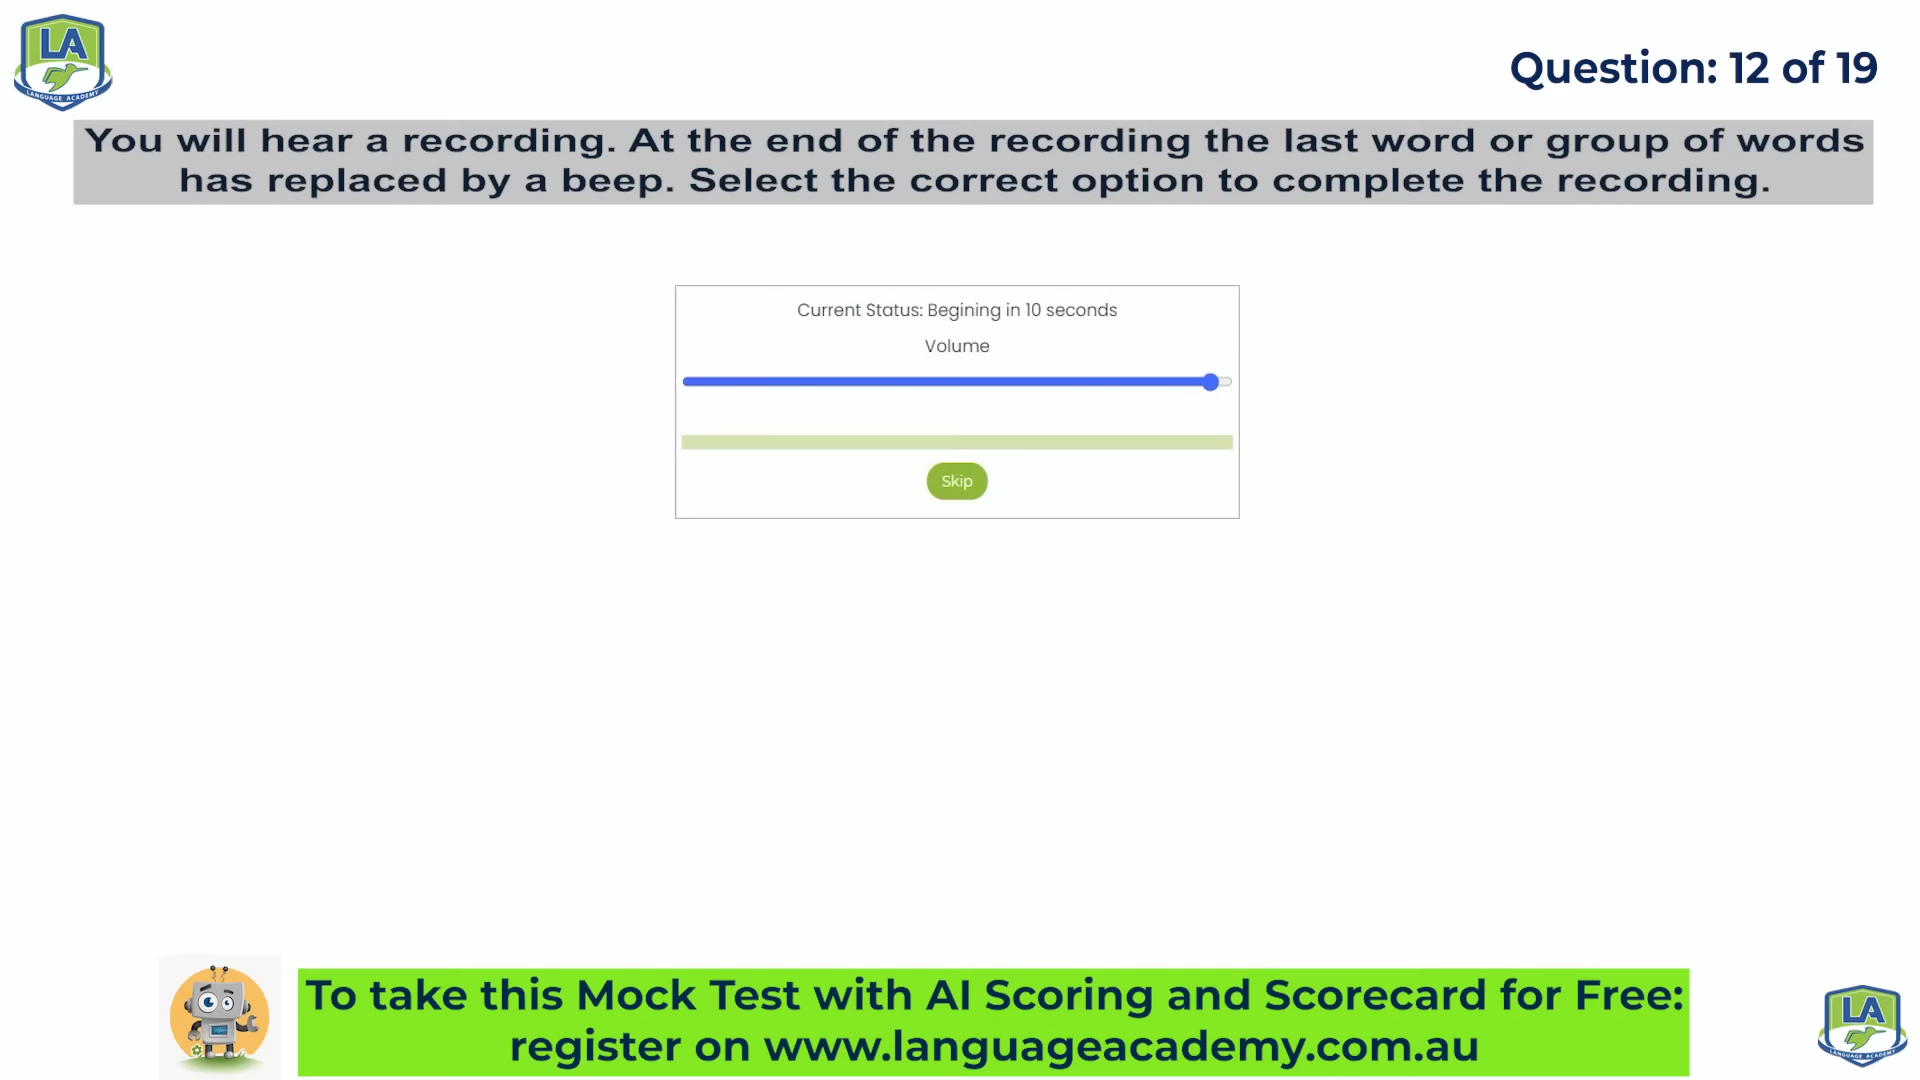 LA
LANGUAGE ACADEMY
Question: 12 of 19
You will hear a recording. At the end of the recording the last word or group of words
has replaced by a beep. Select the correct option to complete the recording.
Current Status: Begining in 10 seconds
Volume
Skip
To take this Mock Test with AI Scoring and Scorecard for Free:
register on www.languageacademy.com.au
LA
LANGUAGE ACADEMY